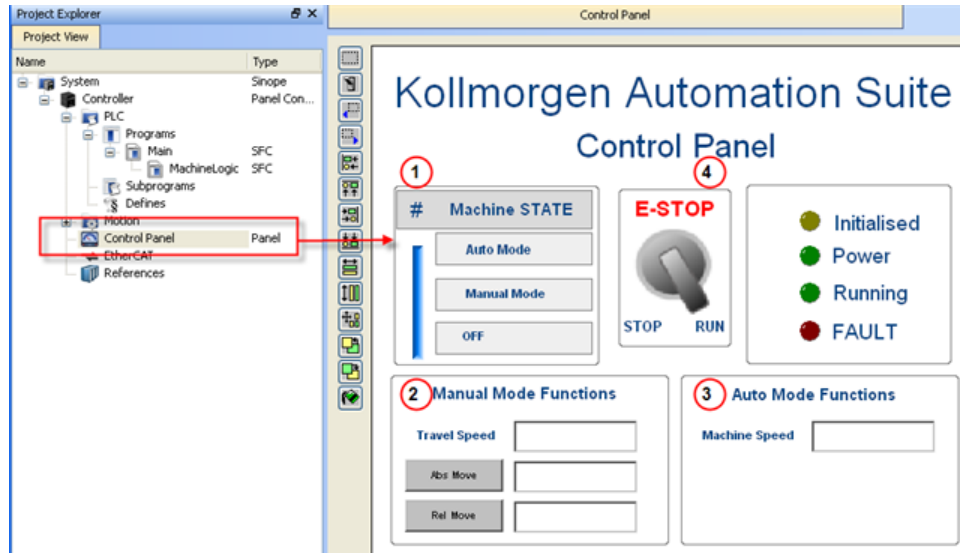 Project Explorer
Project View
Name Type
System Sinope
Controller Panel Con...
PLC
Programs
Main SFC
MachineLogic SFC
Subprograms
Defines
Motion
Control Panel Panel
EtherCAT
References
Control Panel
Kollmorgen Automation Suite
Control Panel
1
# Machine STATE
Auto Mode
Manual Mode
OFF
4
E-STOP
STOP RUN
Initialised
Power
Running
FAULT
2 Manual Mode Functions
Travel Speed
Abs Move
Rel Move
3 Auto Mode Functions
Machine Speed